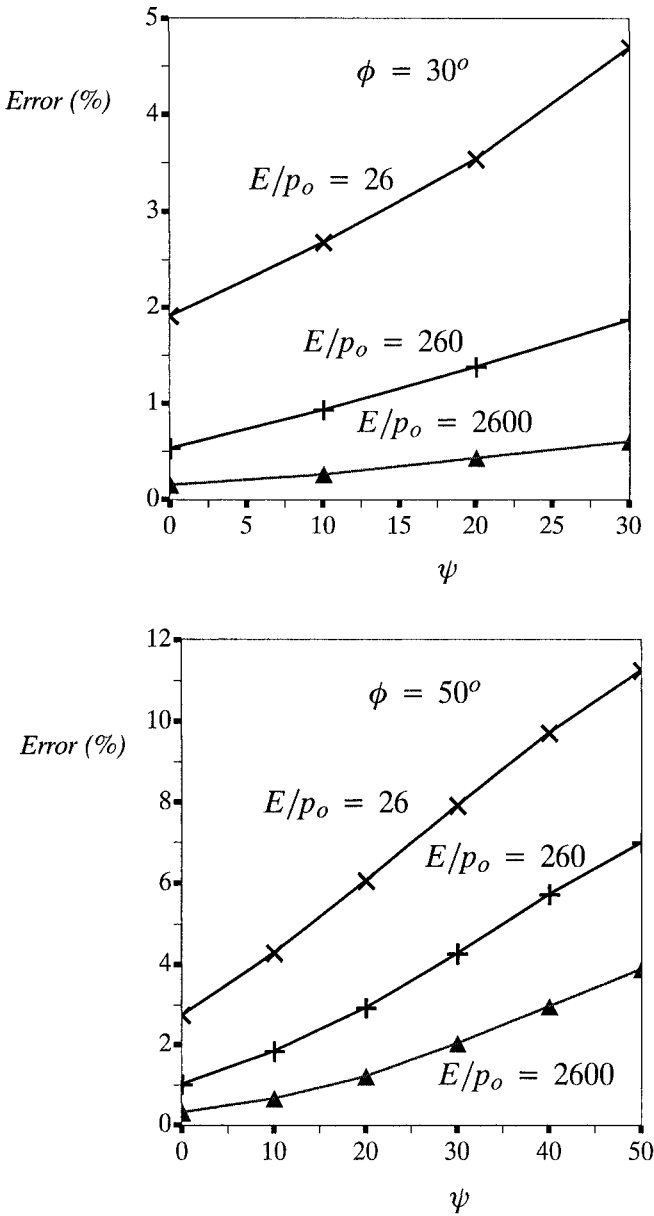 5
φ = 30°
Error (%)
4
E/pₒ = 26
3
2
E/pₒ = 260
1
E/pₒ = 2600
0
0 5 10 15 20 25 30
ψ
12
φ = 50°
10
Error (%)
E/pₒ = 26
8
E/pₒ = 260
6
4
2
E/pₒ = 2600
0
0 10 20 30 40 50
ψ